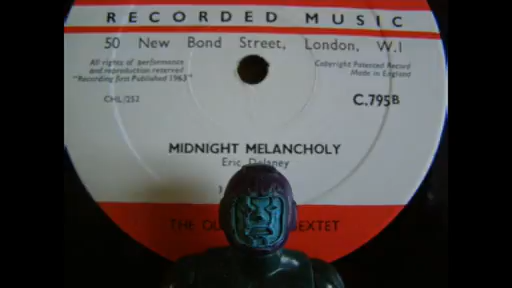 RECORDED MUSIC
50 New Bond Street, London, W.1
All rights of performance
and reproduction reserved
"Recording first Published 1963"
Copyright Patented Record
Made in England
CHL/253
C.795B
MIDNIGHT MELANCHOLY
Eric Delaney
THE SEXTET